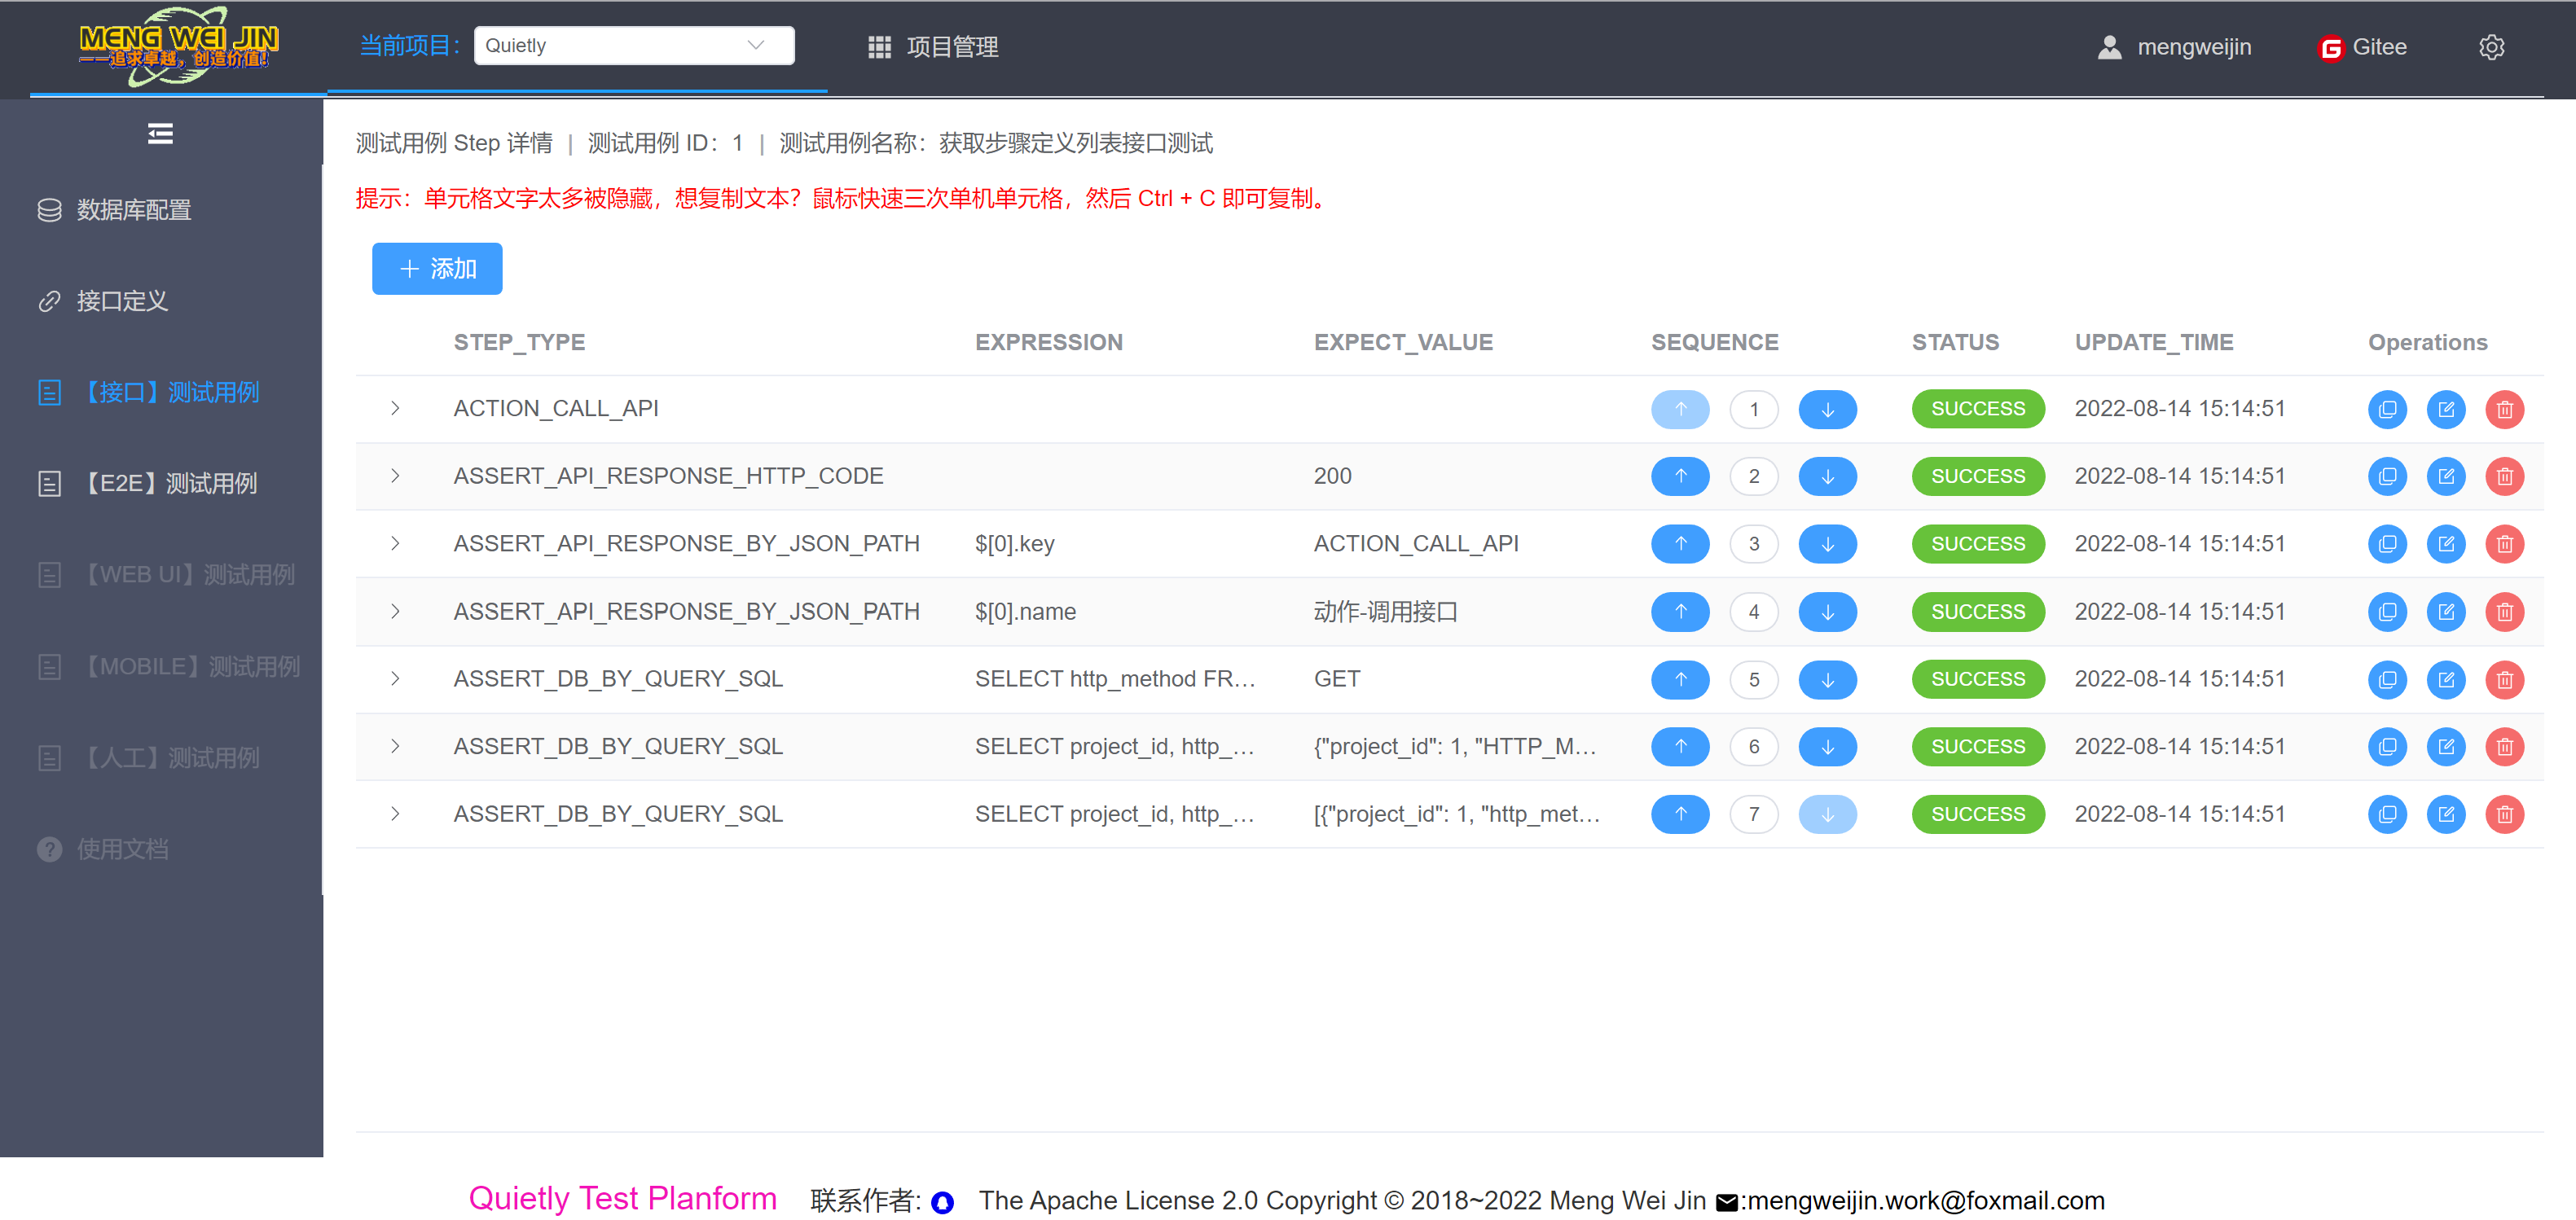 MENG WEI JIN
——追求卓越，创造价值！
当前项目： Quietly 项目管理 mengweijin Gitee
数据库配置
接口定义
【接口】测试用例
【E2E】测试用例
【WEB UI】测试用例
【MOBILE】测试用例
【人工】测试用例
使用文档
测试用例 Step 详情 | 测试用例 ID：1 | 测试用例名称：获取步骤定义列表接口测试
提示：单元格文字太多被隐藏，想复制文本？鼠标快速三次单机单元格，然后 Ctrl + C 即可复制。
添加
STEP_TYPE EXPRESSION EXPECT_VALUE SEQUENCE STATUS UPDATE_TIME Operations
ACTION_CALL_API 1 SUCCESS 2022-08-14 15:14:51
ASSERT_API_RESPONSE_HTTP_CODE 200 2 SUCCESS 2022-08-14 15:14:51
ASSERT_API_RESPONSE_BY_JSON_PATH $[0].key ACTION_CALL_API 3 SUCCESS 2022-08-14 15:14:51
ASSERT_API_RESPONSE_BY_JSON_PATH $[0].name 动作-调用接口 4 SUCCESS 2022-08-14 15:14:51
ASSERT_DB_BY_QUERY_SQL SELECT http_method FR… GET 5 SUCCESS 2022-08-14 15:14:51
ASSERT_DB_BY_QUERY_SQL SELECT project_id, http_… {"project_id": 1, "HTTP_M… 6 SUCCESS 2022-08-14 15:14:51
ASSERT_DB_BY_QUERY_SQL SELECT project_id, http_… [{"project_id": 1, "http_met… 7 SUCCESS 2022-08-14 15:14:51
Quietly Test Planform 联系作者: The Apache License 2.0 Copyright © 2018~2022 Meng Wei Jin :mengweijin.work@foxmail.com